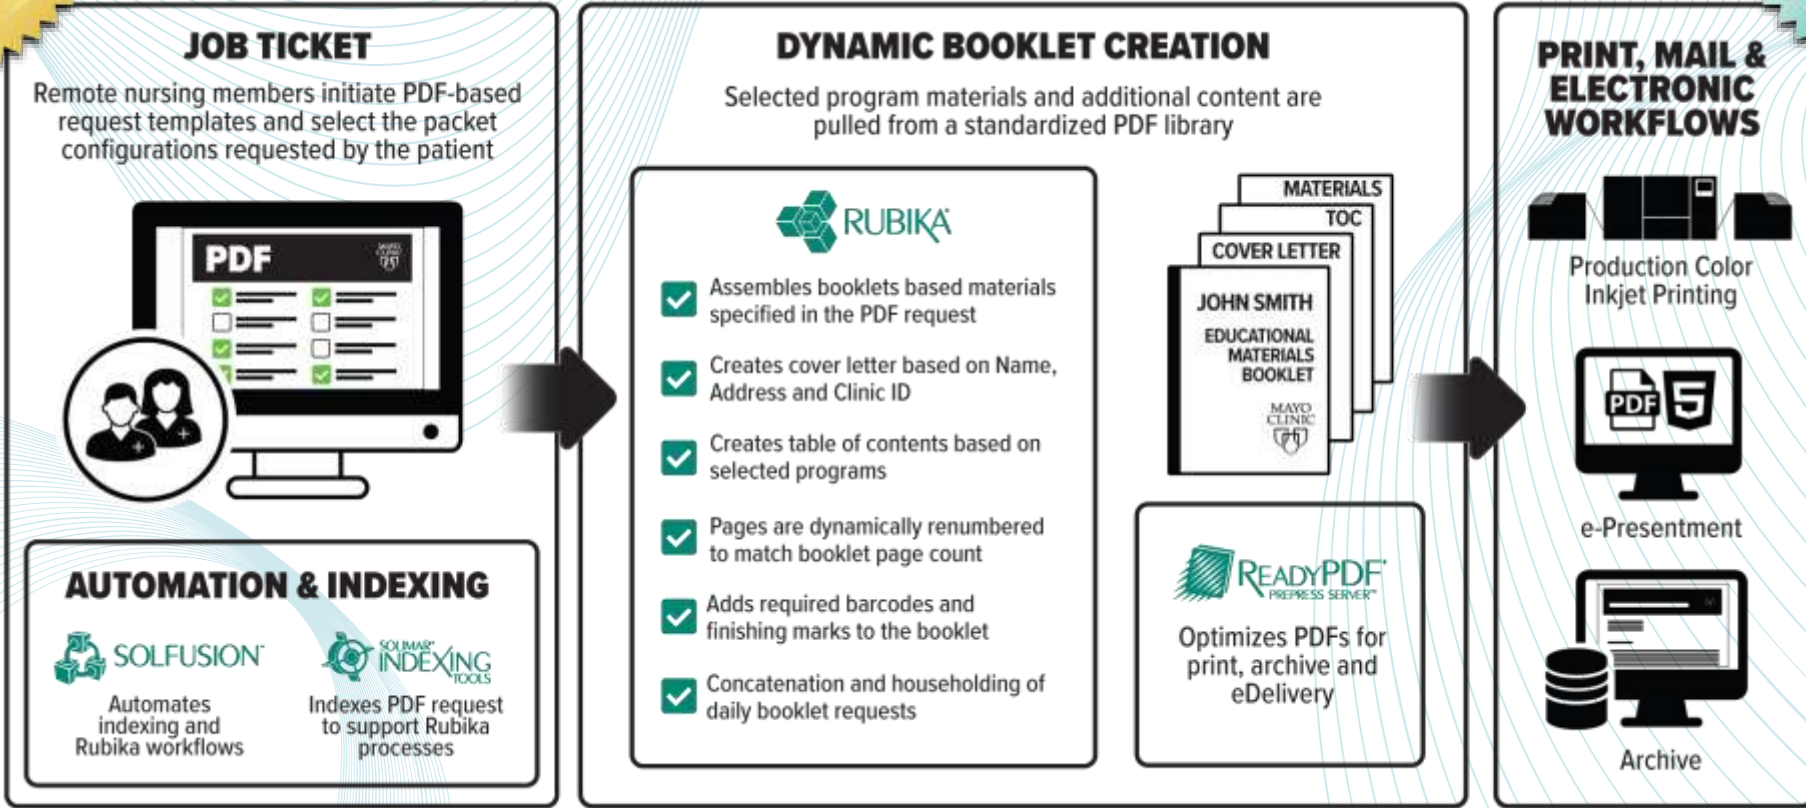 JOB TICKET
Remote nursing members initiate PDF-based
request templates and select the packet
configurations requested by the patient
PDF
MAYO
CLINIC
AUTOMATION & INDEXING
SOLFUSION™
Automates
indexing and
Rubika workflows
SOLIMAR®
INDEXING
TOOLS
Indexes PDF request
to support Rubika
processes
DYNAMIC BOOKLET CREATION
Selected program materials and additional content are
pulled from a standardized PDF library
RUBIKA®
Assembles booklets based materials
specified in the PDF request
Creates cover letter based on Name,
Address and Clinic ID
Creates table of contents based on
selected programs
Pages are dynamically renumbered
to match booklet page count
Adds required barcodes and
finishing marks to the booklet
Concatenation and householding of
daily booklet requests
MATERIALS
TOC
COVER LETTER
JOHN SMITH
EDUCATIONAL
MATERIALS
BOOKLET
MAYO
CLINIC
READYPDF®
PREPRESS SERVER™
Optimizes PDFs for
print, archive and
eDelivery
PRINT, MAIL &
ELECTRONIC
WORKFLOWS
Production Color
Inkjet Printing
PDF 5
e-Presentment
Archive